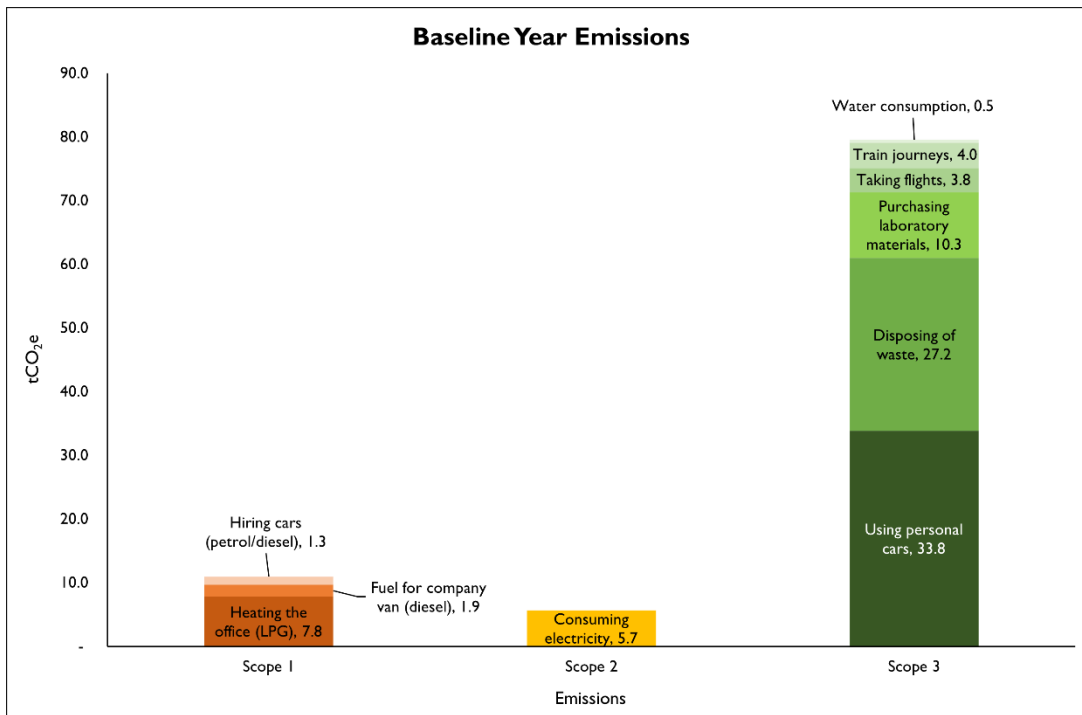 Baseline Year Emissions
90.0
80.0
70.0
60.0
50.0
40.0
30.0
20.0
10.0
-
tCO₂e
Hiring cars
(petrol/diesel), 1.3
Fuel for company
van (diesel), 1.9
Heating the
office (LPG), 7.8
Consuming
electricity, 5.7
Water consumption, 0.5
Train journeys, 4.0
Taking flights, 3.8
Purchasing
laboratory
materials, 10.3
Disposing of
waste, 27.2
Using personal
cars, 33.8
Scope 1
Scope 2
Scope 3
Emissions